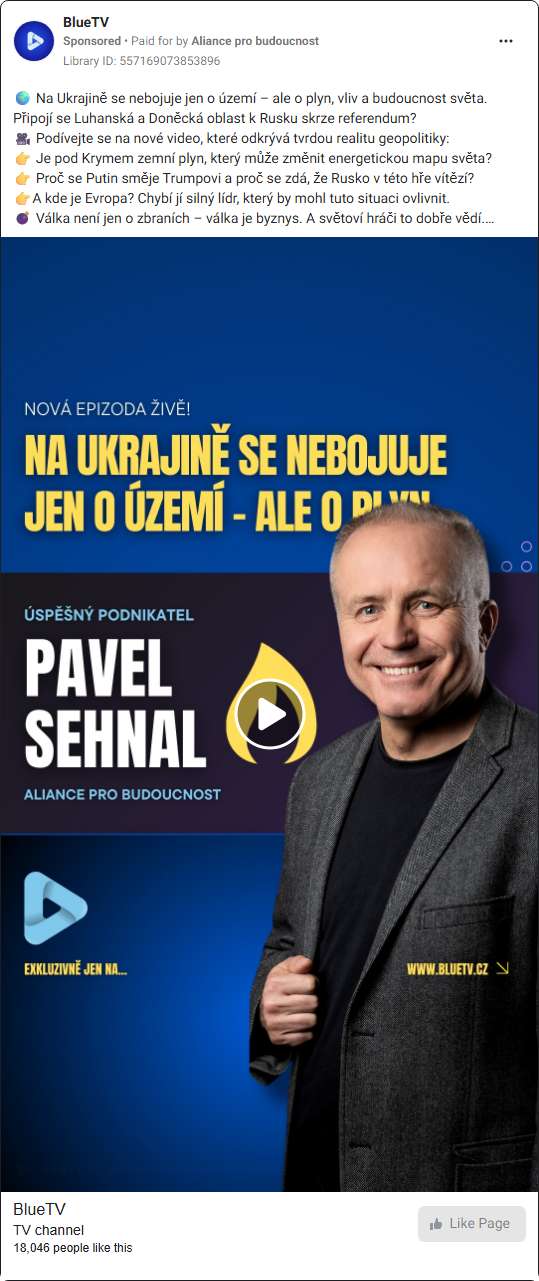 BlueTV
Sponsored • Paid for by Aliance pro budoucnost
Library ID: 557169073853896
🌍 Na Ukrajině se nebojuje jen o území – ale o plyn, vliv a budoucnost světa.
Připojí se Luhanská a Doněcká oblast k Rusku skrze referendum?
🎥 Podívejte se na nové video, které odkrývá tvrdou realitu geopolitiky:
👉 Je pod Krymem zemní plyn, který může změnit energetickou mapu světa?
👉 Proč se Putin směje Trumpovi a proč se zdá, že Rusko v této hře vítězí?
👉 A kde je Evropa? Chybí jí silný lídr, který by mohl tuto situaci ovlivnit.
💣 Válka není jen o zbraních – válka je byznys. A světoví hráči to dobře vědí....
NOVÁ EPIZODA ŽIVĚ!
NA UKRAJINĚ SE NEBOJUJE
JEN O ÚZEMÍ - ALE O PLYN
ÚSPĚŠNÝ PODNIKATEL
PAVEL
SEHNAL
ALIANCE PRO BUDOUCNOST
EXKLUZIVNĚ JEN NA...
WWW.BLUETV.CZ
BlueTV
TV channel
18,046 people like this
Like Page